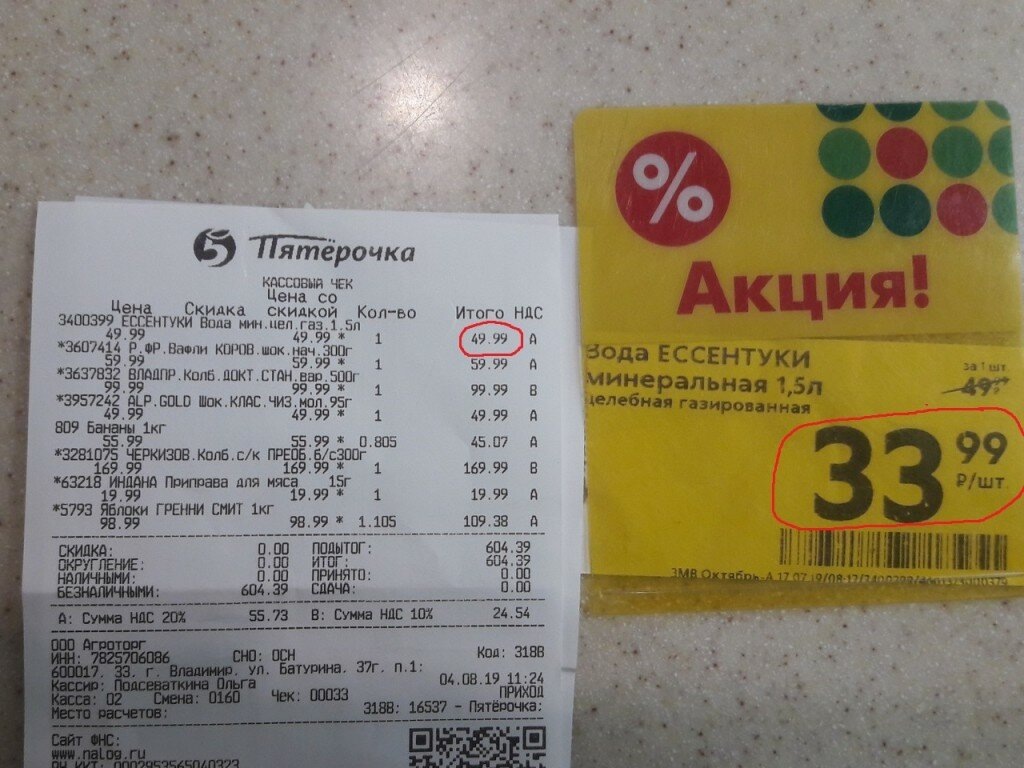 5 Пятёрочка
КАССОВЫЙ ЧЕК
Цена Скидка Цена со скидкой Кол-во Итого НДС
3400399 ЕССЕНТУКИ Вода мин.цел.газ.1.5л
49.99 49.99 * 1 49.99 А
*3607414 Р.ФР.Вафли КОРОВ.шок.нач.300г
59.99 59.99 * 1 59.99 А
*3637832 ВЛАДПР.Колб.ДОКТ.СТАН.вар.500г
99.99 99.99 * 1 99.99 В
*3957242 ALP.GOLD Шок.КЛАС.ЧИЗ.мол.95г
49.99 49.99 * 1 49.99 А
809 Бананы 1кг
55.99 55.99 * 0.805 45.07 А
*3281075 ЧЕРКИЗОВ.Колб.с/к ПРЕОБ.б/с300г
169.99 169.99 * 1 169.99 В
*63218 ИНДАНА Приправа для мяса 15г
19.99 19.99 * 1 19.99 А
*5793 Яблоки ГРЕННИ СМИТ 1кг
98.99 98.99 * 1.105 109.38 А
СКИДКА: 0.00 ПОДЫТОГ: 604.39
ОКРУГЛЕНИЕ: 0.00 ИТОГ: 604.39
НАЛИЧНЫМИ: 0.00 ПРИНЯТО: 0.00
БЕЗНАЛИЧНЫМИ: 604.39 СДАЧА: 0.00
А: Сумма НДС 20% 55.73 В: Сумма НДС 10% 24.54
ООО Агроторг
ИНН: 7825706086 СНО: ОСН Код: 318В
600017, 33, г. Владимир, ул. Батурина, 37г, п.1:
Кассир: Подсеваткина Ольга 04.08.19 11:24
Касса: 02 Смена: 0160 Чек: 00033 ПРИХОД
Место расчетов: 318В: 16537 - Пятёрочка:
Сайт ФНС:
www.nalog.ru
%
Акция!
Вода ЕССЕНТУКИ
минеральная 1,5л
целебная газированная
за 1 шт
49
33 99
₽/шт.